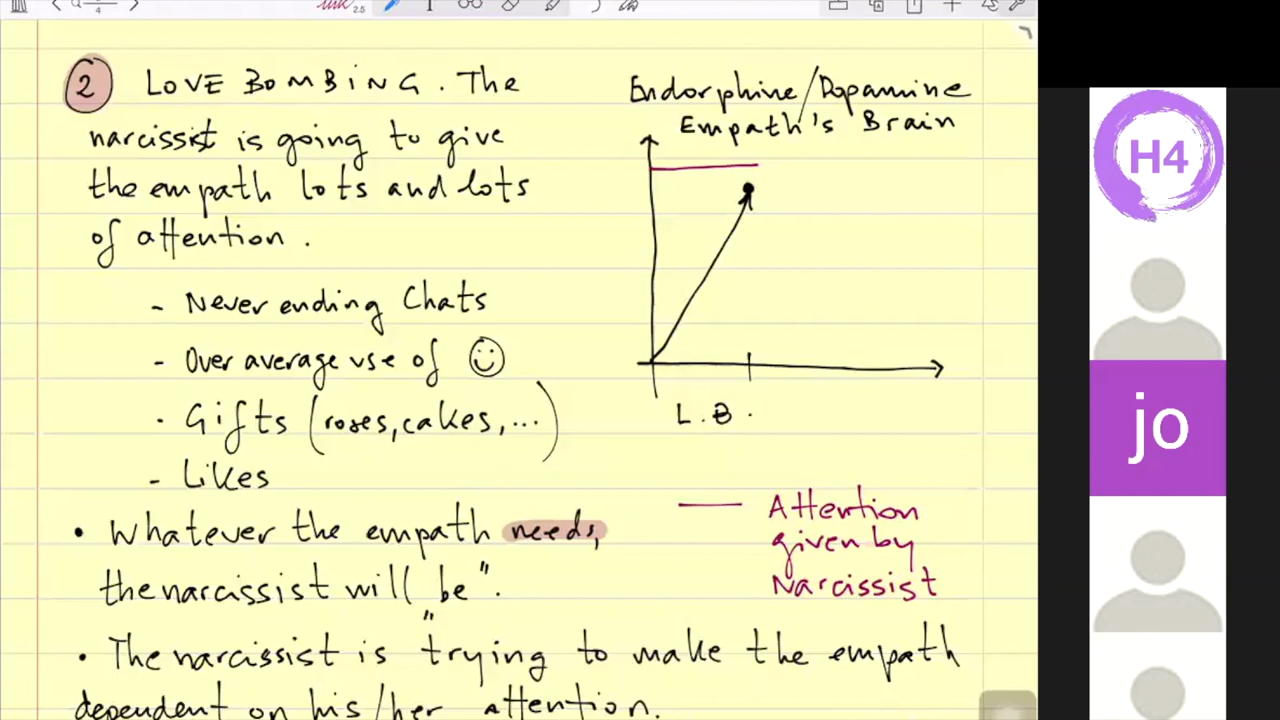 2 LOVE BOMBING. The
narcissist is going to give
the empath lots and lots
of attention.
- Never ending Chats
- Over average use of ☺
- Gifts (roses, cakes, ...)
- Likes
• Whatever the empath needs,
the narcissist will "be".
• The narcissist is "trying to make the empath
dependent on his/her attention.
Endorphine/Dopamine
Empath's Brain
L.B.
Attention
given by
Narcissist
H4
jo